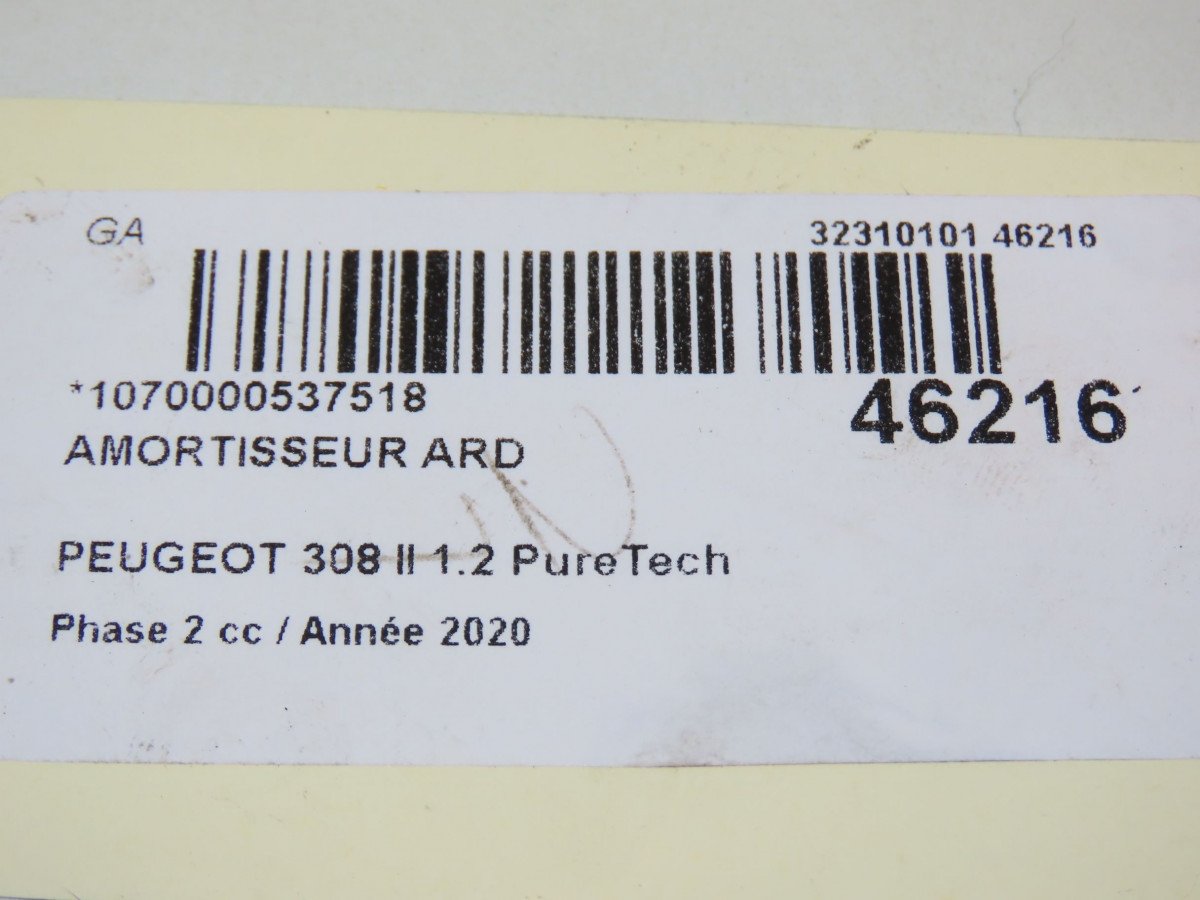 GA
32310101 46216
*1070000537518
46216
AMORTISSEUR ARD
PEUGEOT 308 II 1.2 PureTech
Phase 2 cc / Année 2020